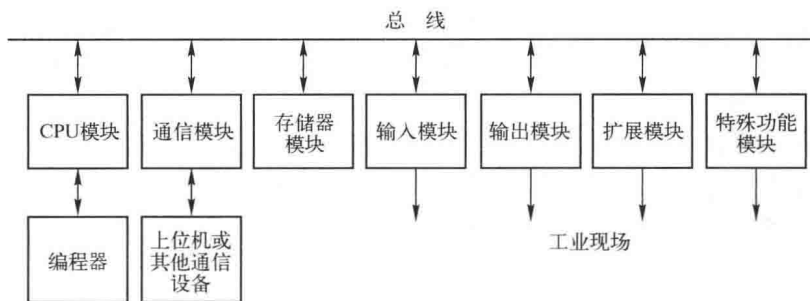 总 线
CPU模块
通信模块
存储器
模块
输入模块
输出模块
扩展模块
特殊功能
模块
编程器
上位机或
其他通信
设备
工业现场